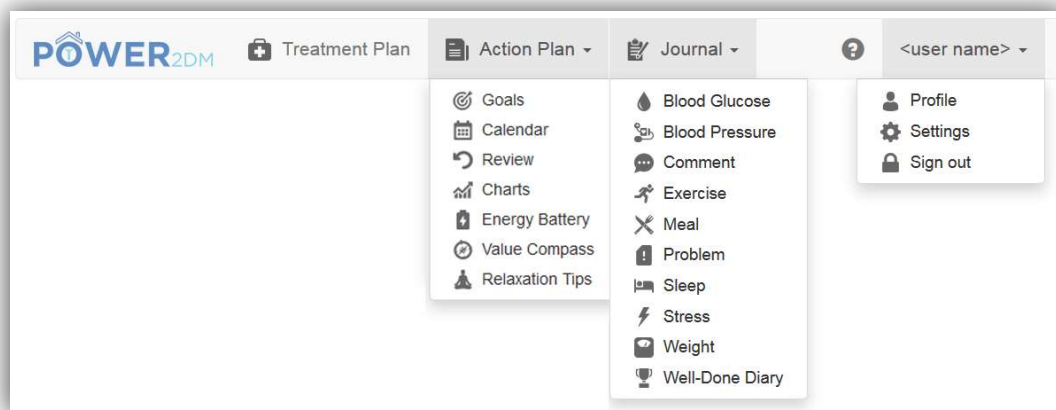 POWER2DM
Treatment Plan
Action Plan
Journal
?
<user name>
Goals
Calendar
Review
Charts
Energy Battery
Value Compass
Relaxation Tips
Blood Glucose
Blood Pressure
Comment
Exercise
Meal
Problem
Sleep
Stress
Weight
Well-Done Diary
Profile
Settings
Sign out